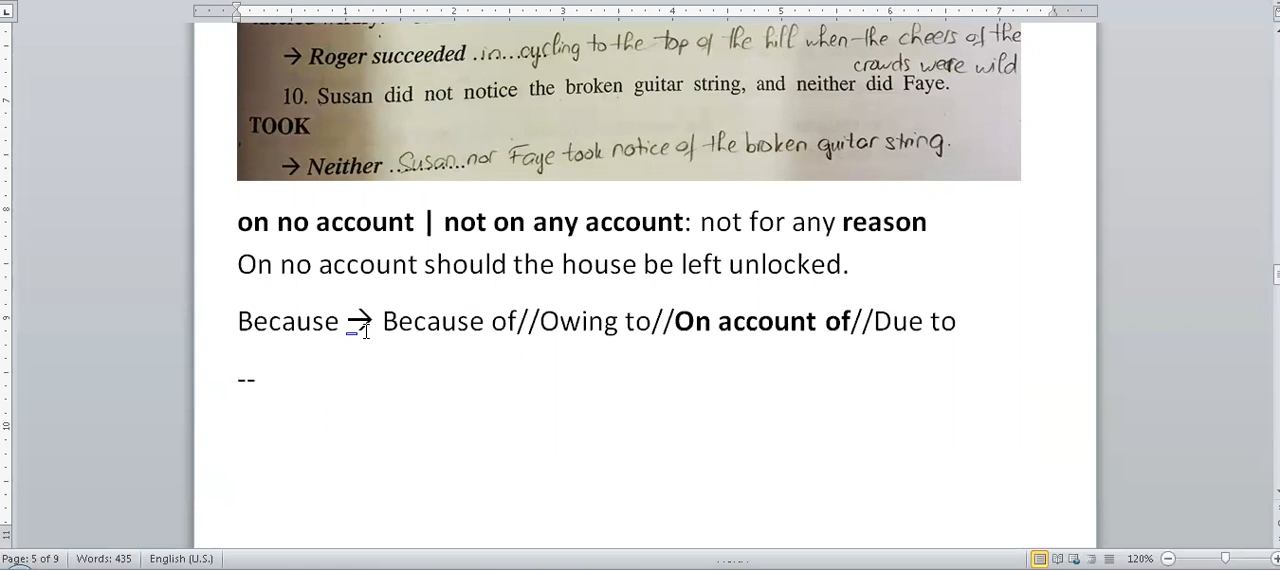 → Roger succeeded ..in...cycling to the top of the hill when the cheers of the
crowds were wild
10. Susan did not notice the broken guitar string, and neither did Faye.
TOOK
→ Neither ..Susan..nor Faye took notice of the broken guitar string.
on no account | not on any account: not for any reason
On no account should the house be left unlocked.
Because → Because of//Owing to//On account of//Due to
--
Page: 5 of 9 Words: 435 English (U.S.) 120%